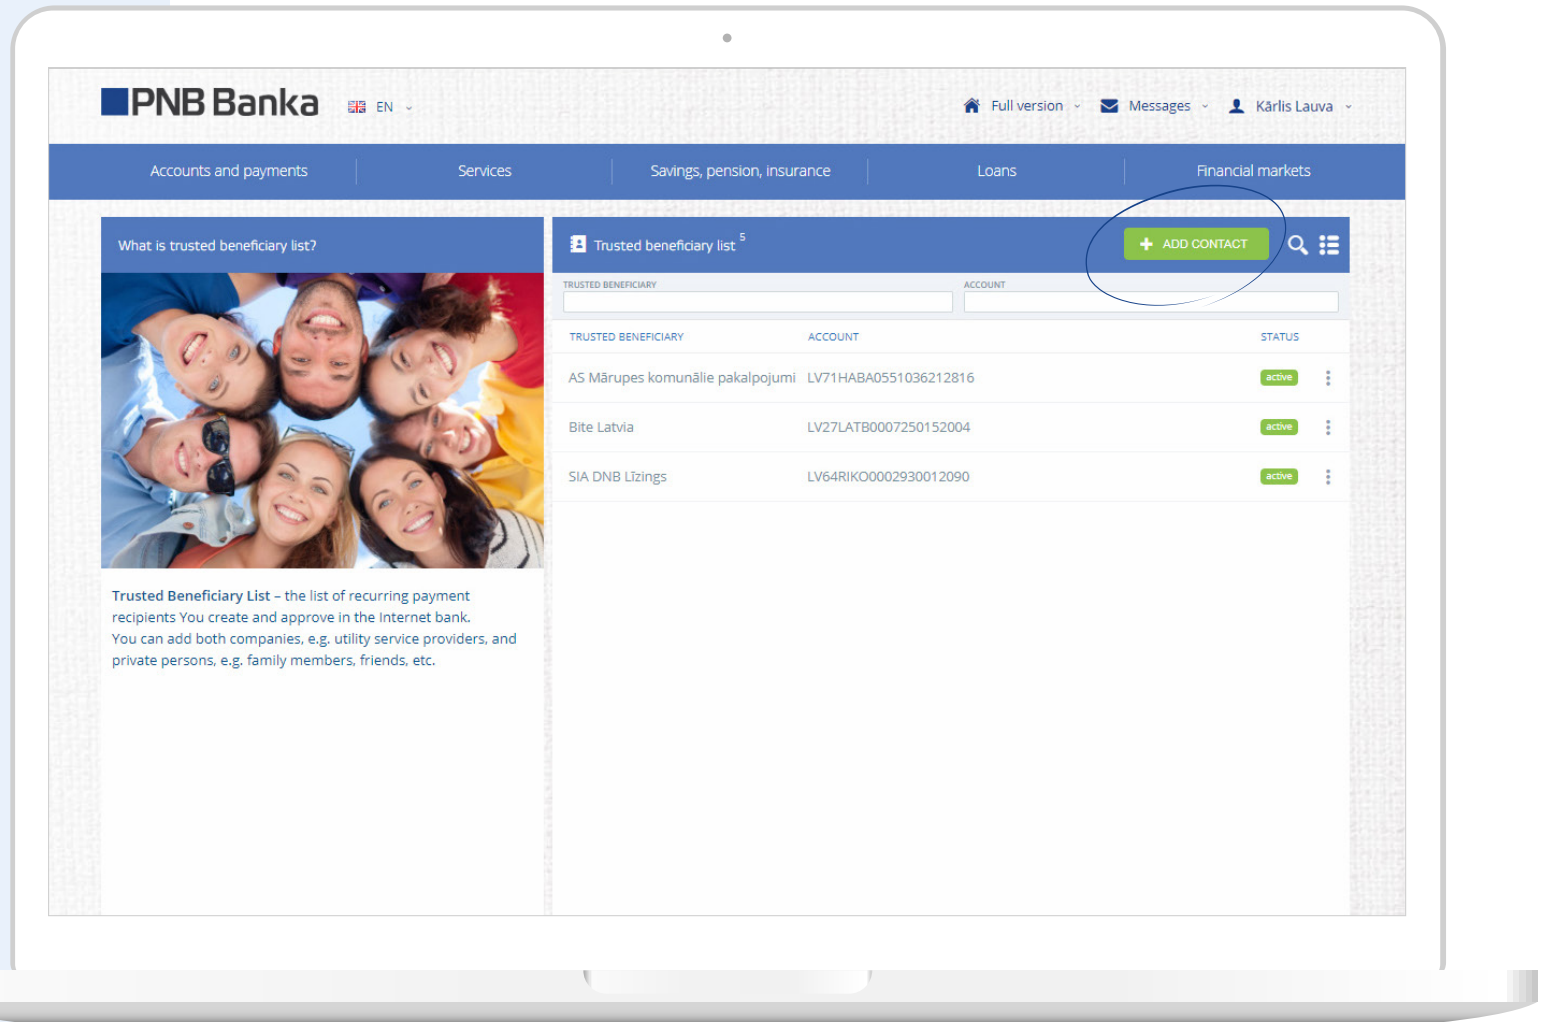 PNB Banka
EN
Full version
Messages
Kārlis Lauva
Accounts and payments
Services
Savings, pension, insurance
Loans
Financial markets
What is trusted beneficiary list?
Trusted Beneficiary List – the list of recurring payment
recipients You create and approve in the Internet bank.
You can add both companies, e.g. utility service providers, and
private persons, e.g. family members, friends, etc.
Trusted beneficiary list 5
+ ADD CONTACT
TRUSTED BENEFICIARY
ACCOUNT
TRUSTED BENEFICIARY ACCOUNT STATUS
AS Mārupes komunālie pakalpojumi LV71HABA0551036212816 active
Bite Latvia LV27LATB0007250152004 active
SIA DNB Līzings LV64RIKO0002930012090 active